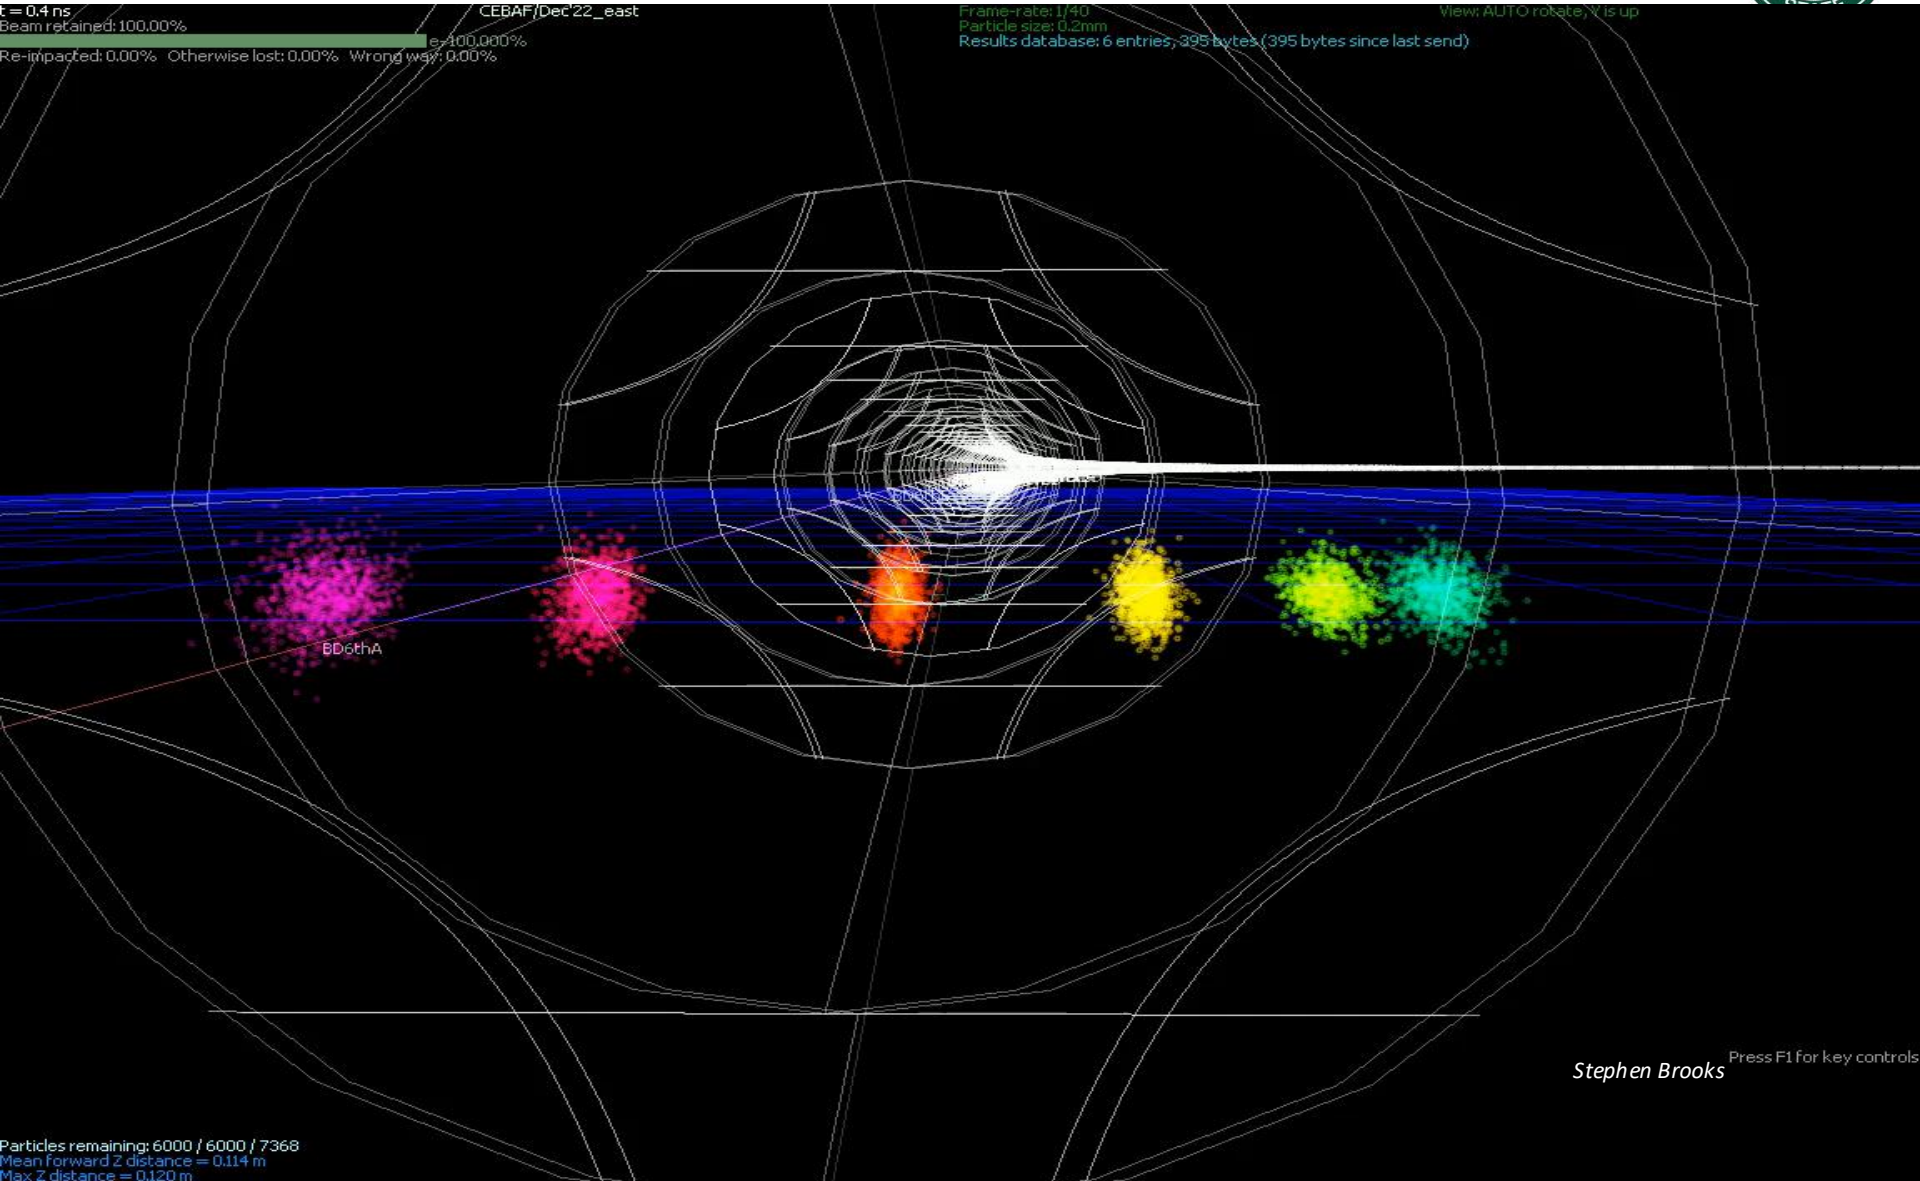 t = 0.4 ns
CEBAF/Dec'22_east
Frame-rate: 1/40
View: AUTO rotate, Y is up
Beam retained: 100.00%
Particle size: 0.2mm
e- 100.000%
Results database: 6 entries, 395 bytes (395 bytes since last send)
Re-impacted: 0.00% Otherwise lost: 0.00% Wrong way: 0.00%
BD6thA
Press F1 for key controls
Stephen Brooks
Particles remaining: 6000 / 6000 / 7368
Mean forward Z distance = 0.114 m
Max Z distance = 0.120 m